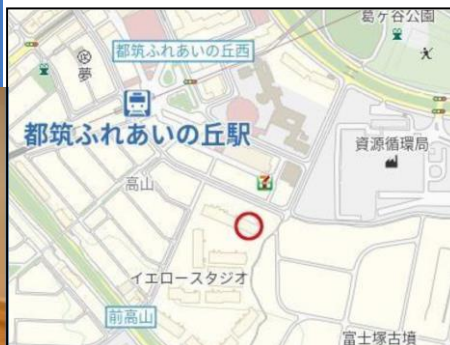 葛ヶ谷公園
都筑ふれあいの丘西
夢
都筑ふれあいの丘駅
資源循環局
高山
イエロースタジオ
前高山
富士塚古墳